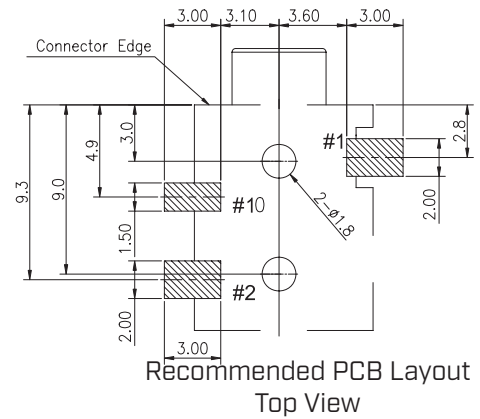 3.00 3.10 3.60 3.00
Connector Edge
#1
3.0
2.8
4.9
9.0
9.3
2.00
#10
2-ø1.8
1.50
#2
2.00
3.00
Recommended PCB Layout
Top View